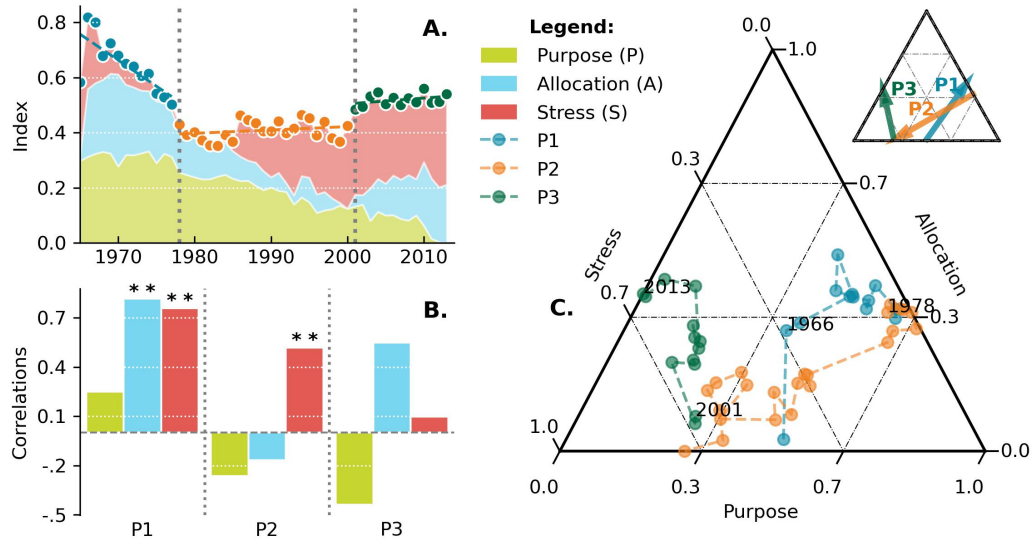 A.
0.8
0.6
0.4
0.2
0.0
Index
1970
1980
1990
2000
2010
Legend:
Purpose (P)
Allocation (A)
Stress (S)
P1
P2
P3
B.
* *
* *
* *
0.7
0.4
0.1
-.2
-.5
Correlations
P1
P2
P3
C.
0.0
1.0
0.3
0.7
0.7
0.3
1.0
0.0
0.0
0.3
0.7
1.0
Stress
Allocation
Purpose
2013
1978
1966
2001
P3
P1
P2